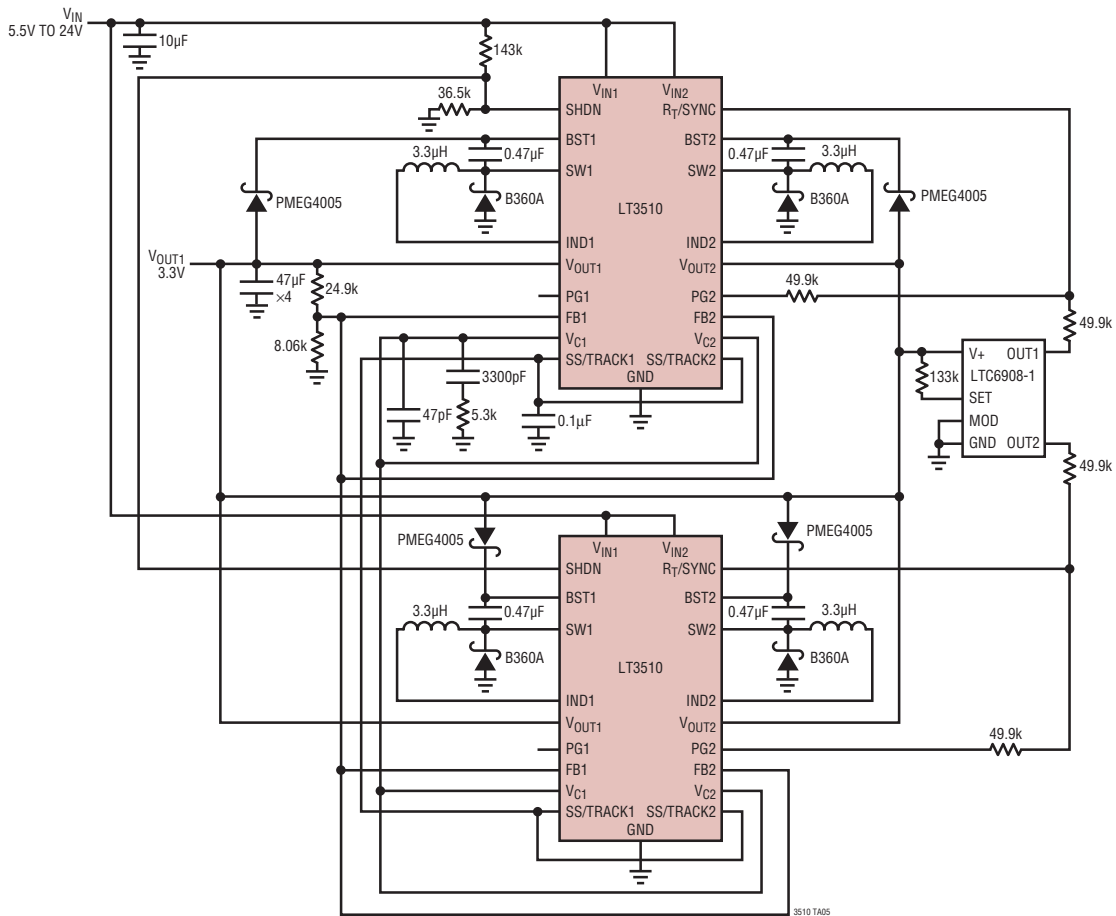 VIN
5.5V TO 24V
10µF
143k
36.5k
VIN1 VIN2
SHDN RT/SYNC
BST1 BST2
3.3µH 0.47µF 0.47µF 3.3µH
SW1 SW2
PMEG4005 B360A LT3510 B360A PMEG4005
IND1 IND2
VOUT1
3.3V
VOUT1 VOUT2
47µF
×4
24.9k
PG1 PG2 49.9k
FB1 FB2
49.9k
8.06k
VC1 VC2
SS/TRACK1 SS/TRACK2
GND
3300pF
47pF 5.3k 0.1µF
V+ OUT1
133k LTC6908-1
SET
MOD
GND OUT2
49.9k
PMEG4005 PMEG4005
VIN1 VIN2
SHDN RT/SYNC
BST1 BST2
3.3µH 0.47µF 0.47µF 3.3µH
SW1 SW2
B360A LT3510 B360A
IND1 IND2
VOUT1 VOUT2
49.9k
PG1 PG2
FB1 FB2
VC1 VC2
SS/TRACK1 SS/TRACK2
GND
3510 TA05